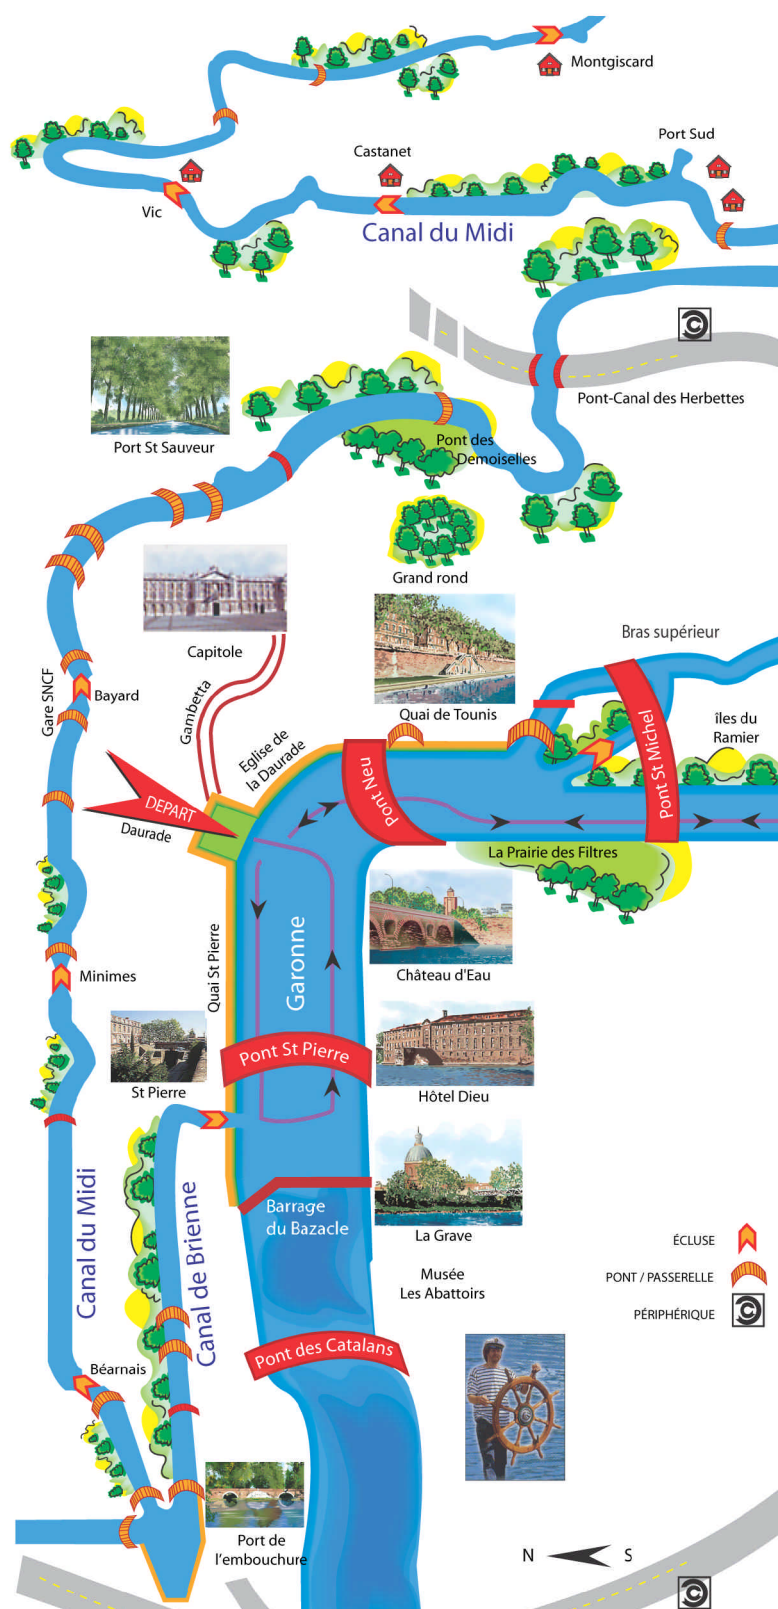 Montgiscard
Port Sud
Castanet
Vic
Canal du Midi
Pont-Canal des Herbettes
Port St Sauveur
Pont des
Demoiselles
Grand rond
Capitole
Bras supérieur
Gare SNCF
Bayard
Gambetta
Quai de Tounis
îles du
Ramier
Eglise de
la Daurade
Pont Neu
Pont St Michel
DEPART
Daurade
La Prairie des Filtres
Garonne
Château d'Eau
Minimes
Quai St Pierre
Pont St Pierre
St Pierre
Hôtel Dieu
Canal du Midi
Canal de Brienne
Barrage
du Bazacle
La Grave
Musée
Les Abattoirs
ÉCLUSE
PONT / PASSERELLE
PÉRIPHÉRIQUE
Pont des Catalans
Béarnais
Port de
l'embouchure
N S